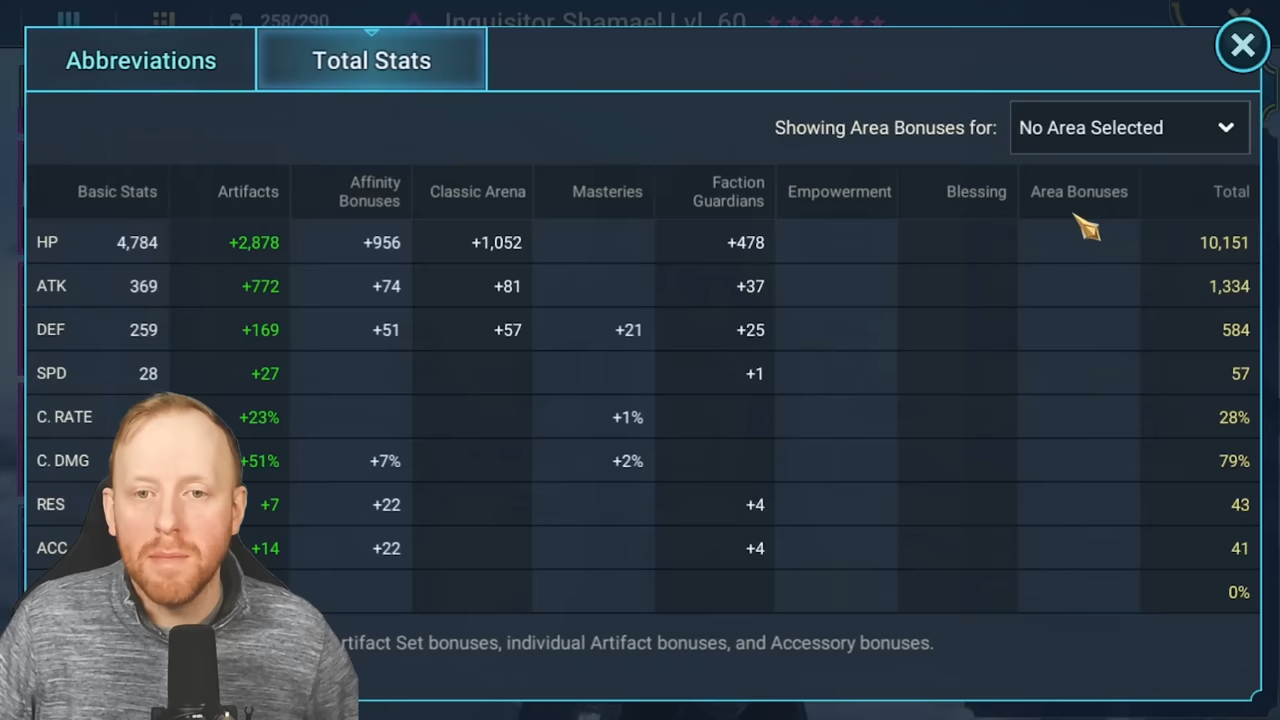 258/290 Inquisitor Shamael Lvl. 60
Abbreviations Total Stats
Showing Area Bonuses for: No Area Selected
Basic Stats Artifacts Affinity Bonuses Classic Arena Masteries Faction Guardians Empowerment Blessing Area Bonuses Total
HP 4,784 +2,878 +956 +1,052 +478 10,151
ATK 369 +772 +74 +81 +37 1,334
DEF 259 +169 +51 +57 +21 +25 584
SPD 28 +27 +1 57
C. RATE +23% +1% 28%
C. DMG +51% +7% +2% 79%
RES +7 +22 +4 43
ACC +14 +22 +4 41
0%
Set bonuses, individual Artifact bonuses, and Accessory bonuses.